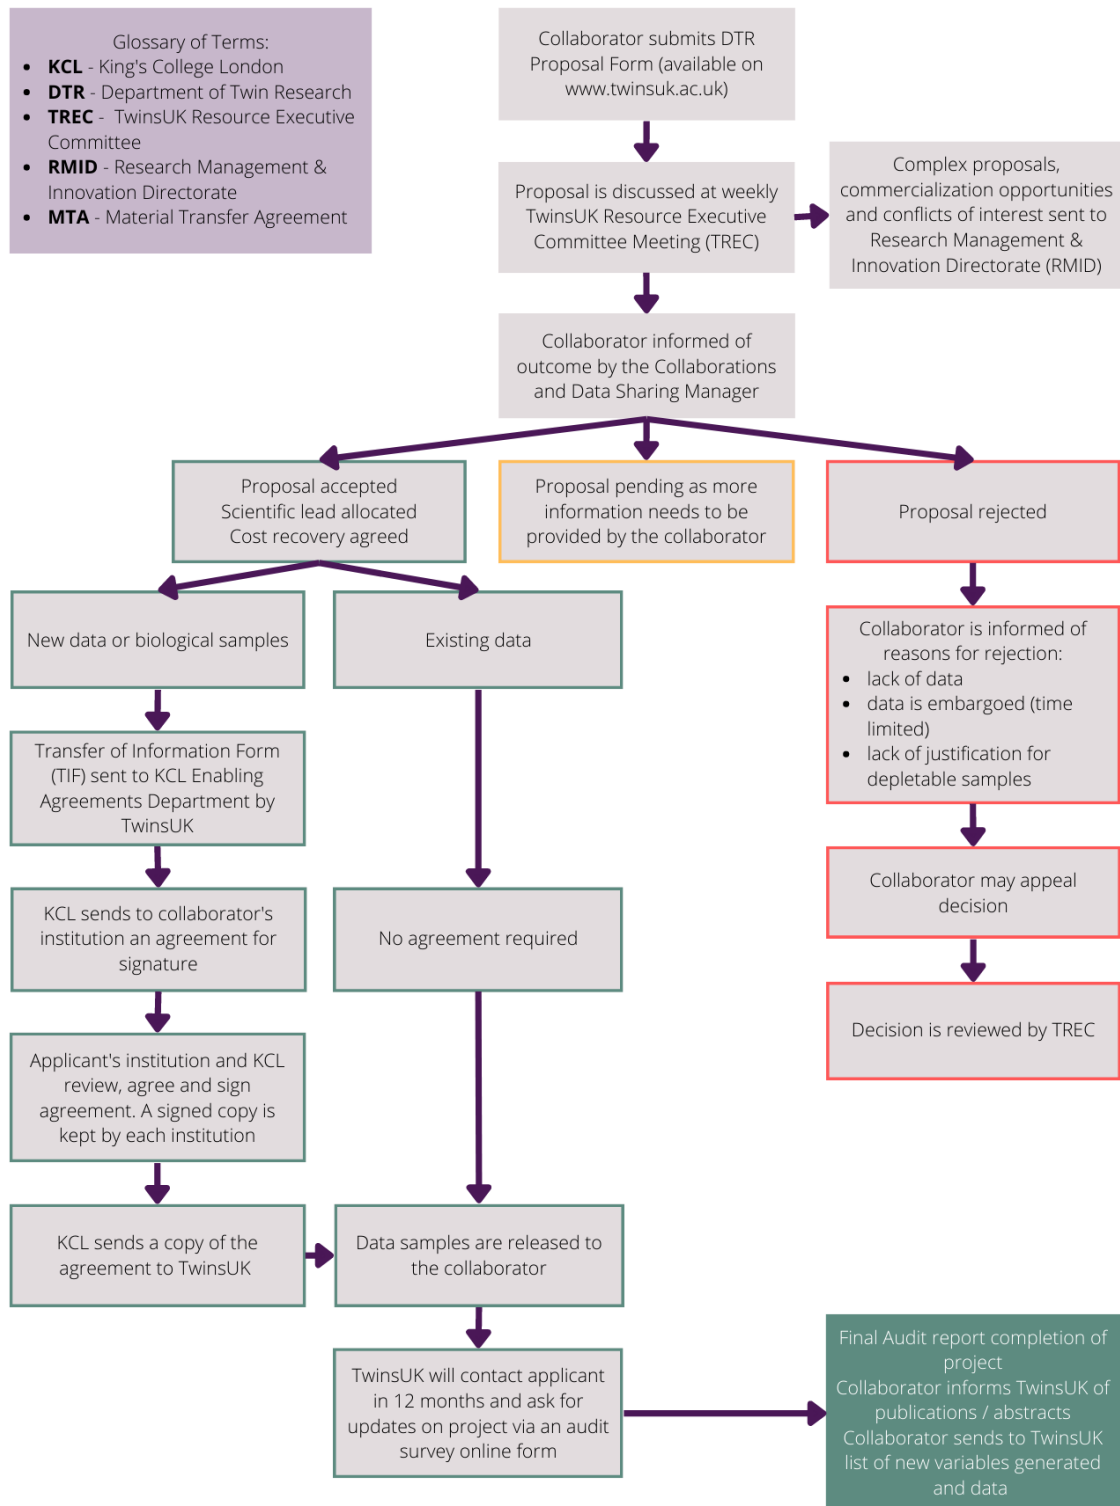 Glossary of Terms:
• KCL - King's College London
• DTR - Department of Twin Research
• TREC - TwinsUK Resource Executive
Committee
• RMID - Research Management &
Innovation Directorate
• MTA - Material Transfer Agreement
Collaborator submits DTR
Proposal Form (available on
www.twinsuk.ac.uk)
Proposal is discussed at weekly
TwinsUK Resource Executive
Committee Meeting (TREC)
Complex proposals,
commercialization opportunities
and conflicts of interest sent to
Research Management &
Innovation Directorate (RMID)
Collaborator informed of
outcome by the Collaborations
and Data Sharing Manager
Proposal accepted
Scientific lead allocated
Cost recovery agreed
Proposal pending as more
information needs to be
provided by the collaborator
Proposal rejected
New data or biological samples
Existing data
Collaborator is informed of
reasons for rejection:
• lack of data
• data is embargoed (time
limited)
• lack of justification for
depletable samples
Transfer of Information Form
(TIF) sent to KCL Enabling
Agreements Department by
TwinsUK
Collaborator may appeal
decision
KCL sends to collaborator's
institution an agreement for
signature
No agreement required
Decision is reviewed by TREC
Applicant's institution and KCL
review, agree and sign
agreement. A signed copy is
kept by each institution
KCL sends a copy of the
agreement to TwinsUK
Data samples are released to
the collaborator
TwinsUK will contact applicant
in 12 months and ask for
updates on project via an audit
survey online form
Final Audit report completion of
project
Collaborator informs TwinsUK of
publications / abstracts
Collaborator sends to TwinsUK
list of new variables generated
and data